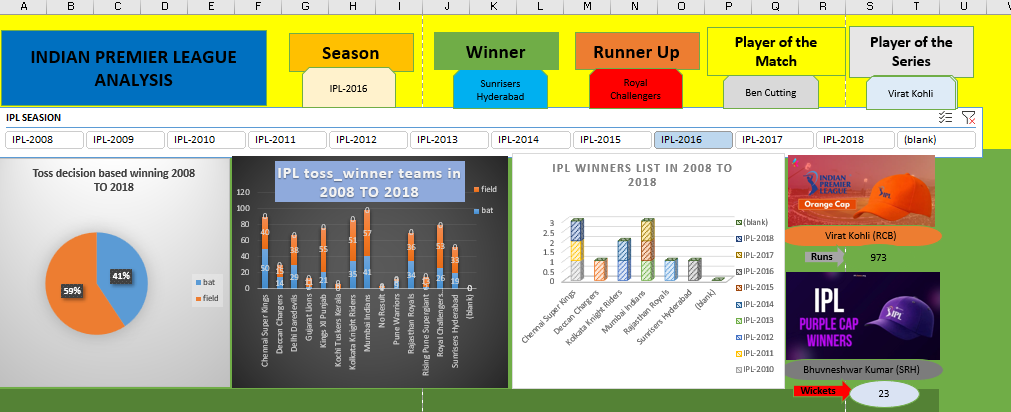 A B C D E F G H I J K L M N O P Q R S T U
INDIAN PREMIER LEAGUE
ANALYSIS
Season
IPL-2016
Winner
Sunrisers
Hyderabad
Runner Up
Royal
Challengers
Player of the
Match
Ben Cutting
Player of the
Series
Virat Kohli
IPL SEASION
IPL-2008 IPL-2009 IPL-2010 IPL-2011 IPL-2012 IPL-2013 IPL-2014 IPL-2015 IPL-2016 IPL-2017 IPL-2018 (blank)
Toss decision based winning 2008
TO 2018
41%
59%
bat
field
IPL toss_winner teams in
2008 TO 2018
field
bat
120
100
80
60
40
20
0
40 38 55 51 57 36 53 33
50 14 29 21 35 41 34 26 19
Chennai Super Kings
Deccan Chargers
Delhi Daredevils
Gujarat Lions
Kings XI Punjab
Kochi Tuskers Kerala
Kolkata Knight Riders
Mumbai Indians
No Result
Pune Warriors
Rajasthan Royals
Rising Pune Supergiant
Royal Challengers
Sunrisers Hyderabad
(blank)
IPL WINNERS LIST IN 2008 TO
2018
3
2.5
2
1.5
1
0.5
0
Chennai Super Kings
Deccan Chargers
Kolkata Knight Riders
Mumbai Indians
Rajasthan Royals
Sunrisers Hyderabad
(blank)
(blank)
IPL-2018
IPL-2017
IPL-2016
IPL-2015
IPL-2014
IPL-2013
IPL-2012
IPL-2011
IPL-2010
INDIAN
PREMIER
LEAGUE
Orange Cap
IPL
Virat Kohli (RCB)
Runs 973
IPL
PURPLE CAP
WINNERS
IPL
Bhuvneshwar Kumar (SRH)
Wickets 23